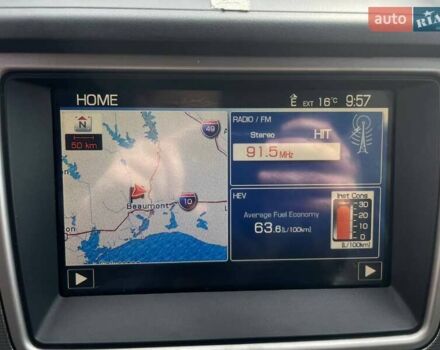 auto RIA
HOME
E EXT 16°C 9:57
N
50 km
49
Beaumont
10
on
RADIO / FM
Stereo
HIT
91.5 MHz
HEV
Average Fuel Economy
63.6 [L/100km]
Inst Cons
30
20
10
0
[L/100km]